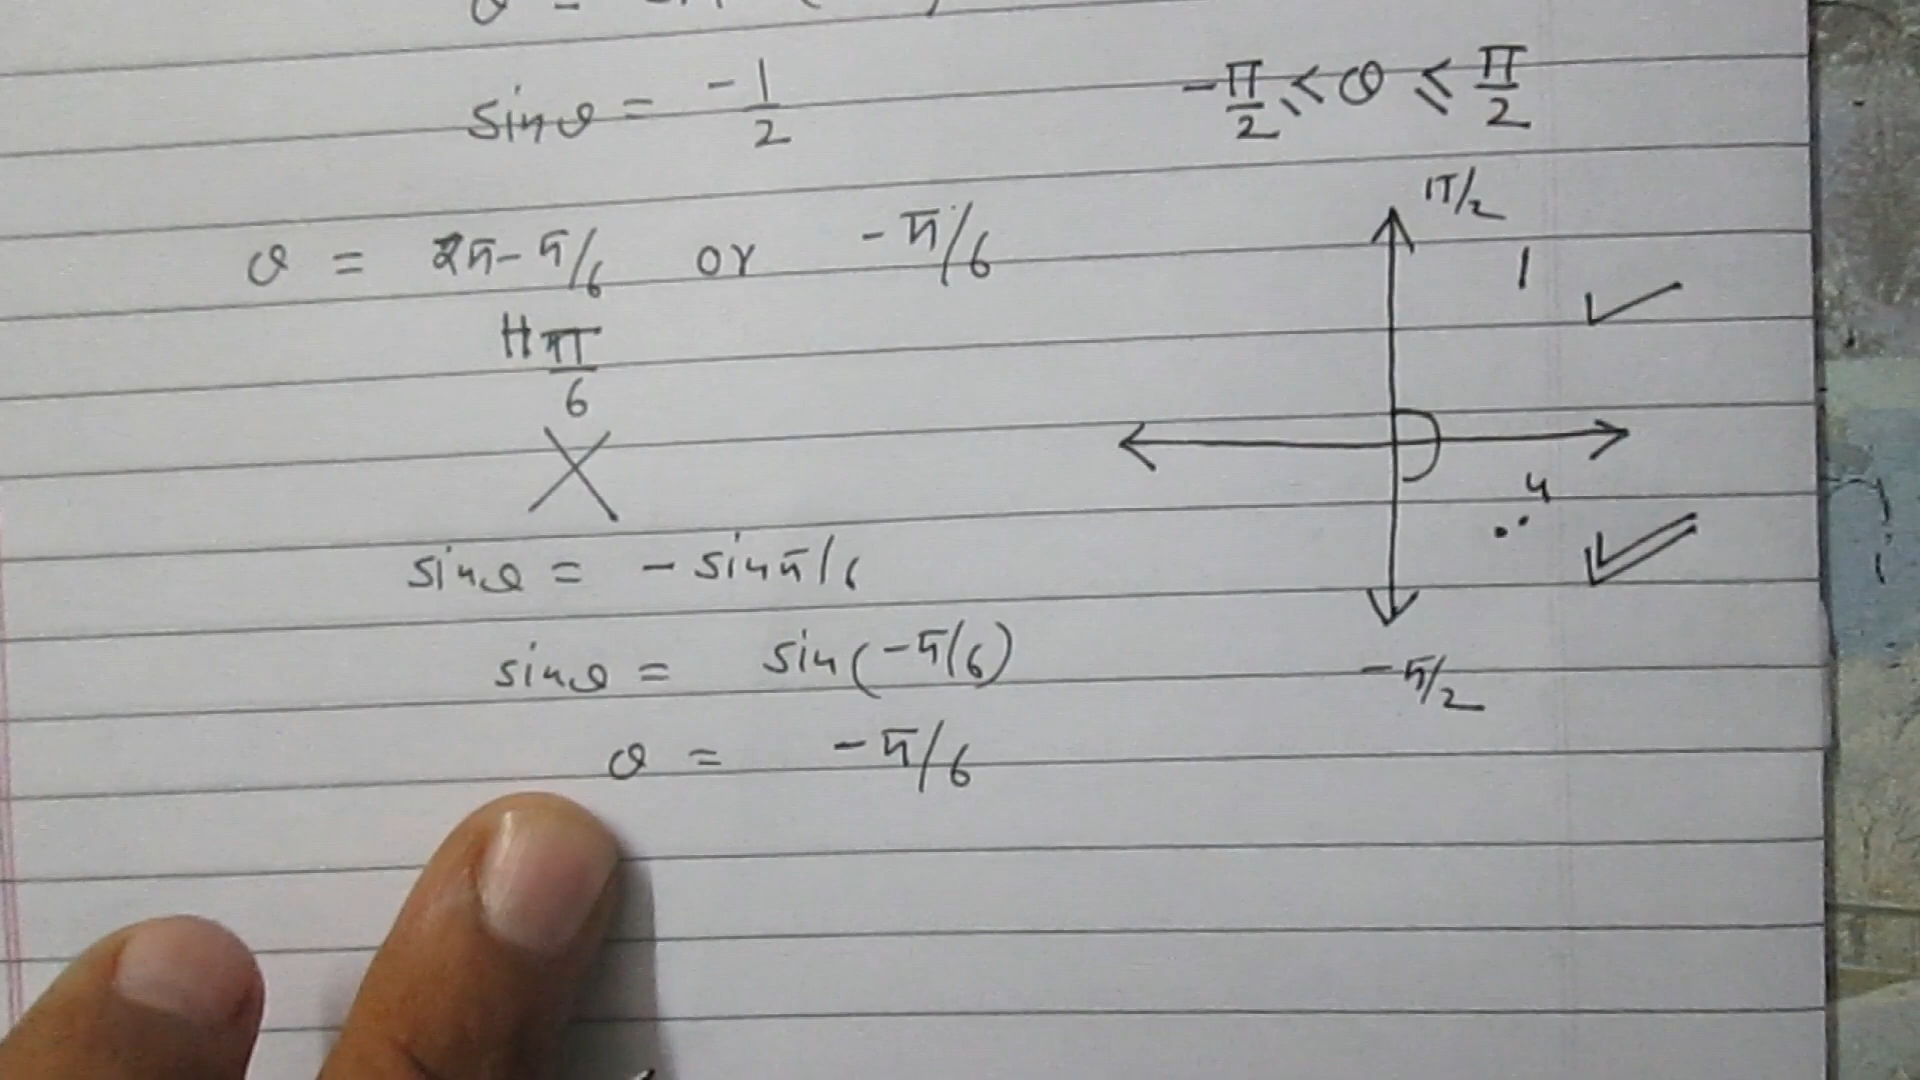 sinθ = -1/2
-π/2 ≤ θ ≤ π/2
θ = 2π - π/6 or -π/6
11π/6
sinθ = - sin π/6
sinθ = sin(-π/6)
θ = -π/6
π/2
1
4
-π/2